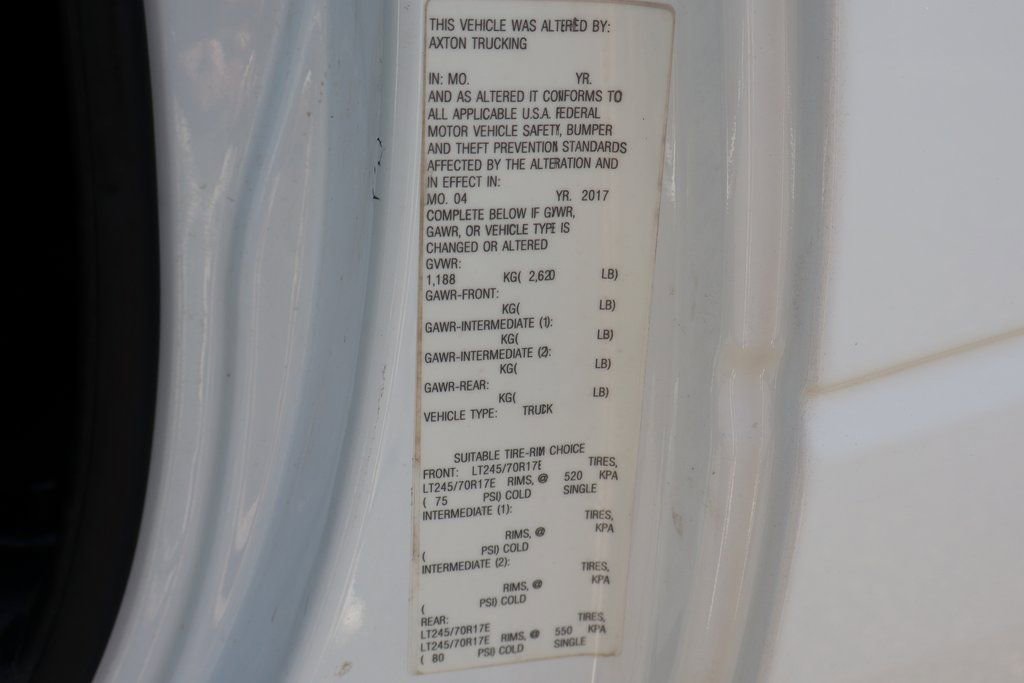 THIS VEHICLE WAS ALTERED BY:
AXTON TRUCKING
IN: MO. YR.
AND AS ALTERED IT CONFORMS TO
ALL APPLICABLE U.S.A. FEDERAL
MOTOR VEHICLE SAFETY, BUMPER
AND THEFT PREVENTION STANDARDS
AFFECTED BY THE ALTERATION AND
IN EFFECT IN:
MO. 04 YR. 2017
COMPLETE BELOW IF GVWR,
GAWR, OR VEHICLE TYPE IS
CHANGED OR ALTERED
GVWR:
1,188 KG( 2,620 LB)
GAWR-FRONT:
KG( LB)
GAWR-INTERMEDIATE (1):
KG( LB)
GAWR-INTERMEDIATE (2):
KG( LB)
GAWR-REAR:
KG( LB)
VEHICLE TYPE: TRUCK
SUITABLE TIRE-RIM CHOICE
FRONT: LT245/70R17E TIRES,
LT245/70R17E RIMS, @ 520 KPA
( 75 PSI) COLD SINGLE
INTERMEDIATE (1): TIRES,
RIMS, @ KPA
( PSI) COLD
INTERMEDIATE (2): TIRES,
RIMS, @ KPA
( PSI) COLD
REAR:
LT245/70R17E TIRES,
LT245/70R17E RIMS, @ 550 KPA
( 80 PSI) COLD SINGLE